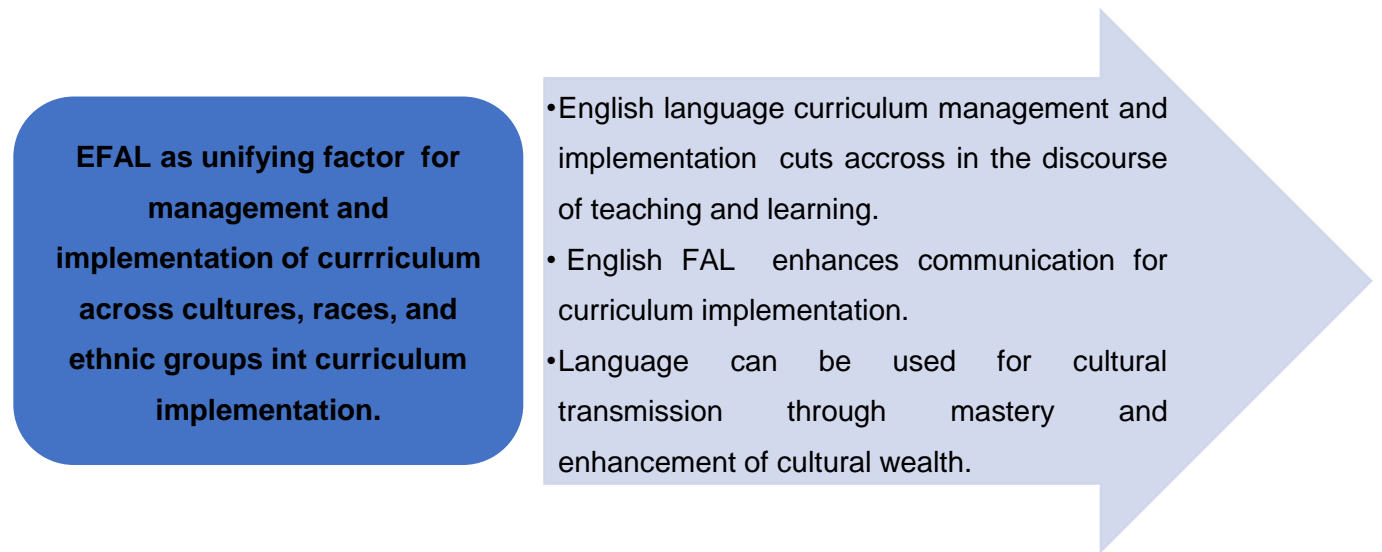 EFAL as unifying factor for
management and
implementation of currriculum
across cultures, races, and
ethnic groups int curriculum
implementation.
•English language curriculum management and
implementation cuts accross in the discourse
of teaching and learning.
• English FAL enhances communication for
curriculum implementation.
•Language can be used for cultural
transmission through mastery and
enhancement of cultural wealth.